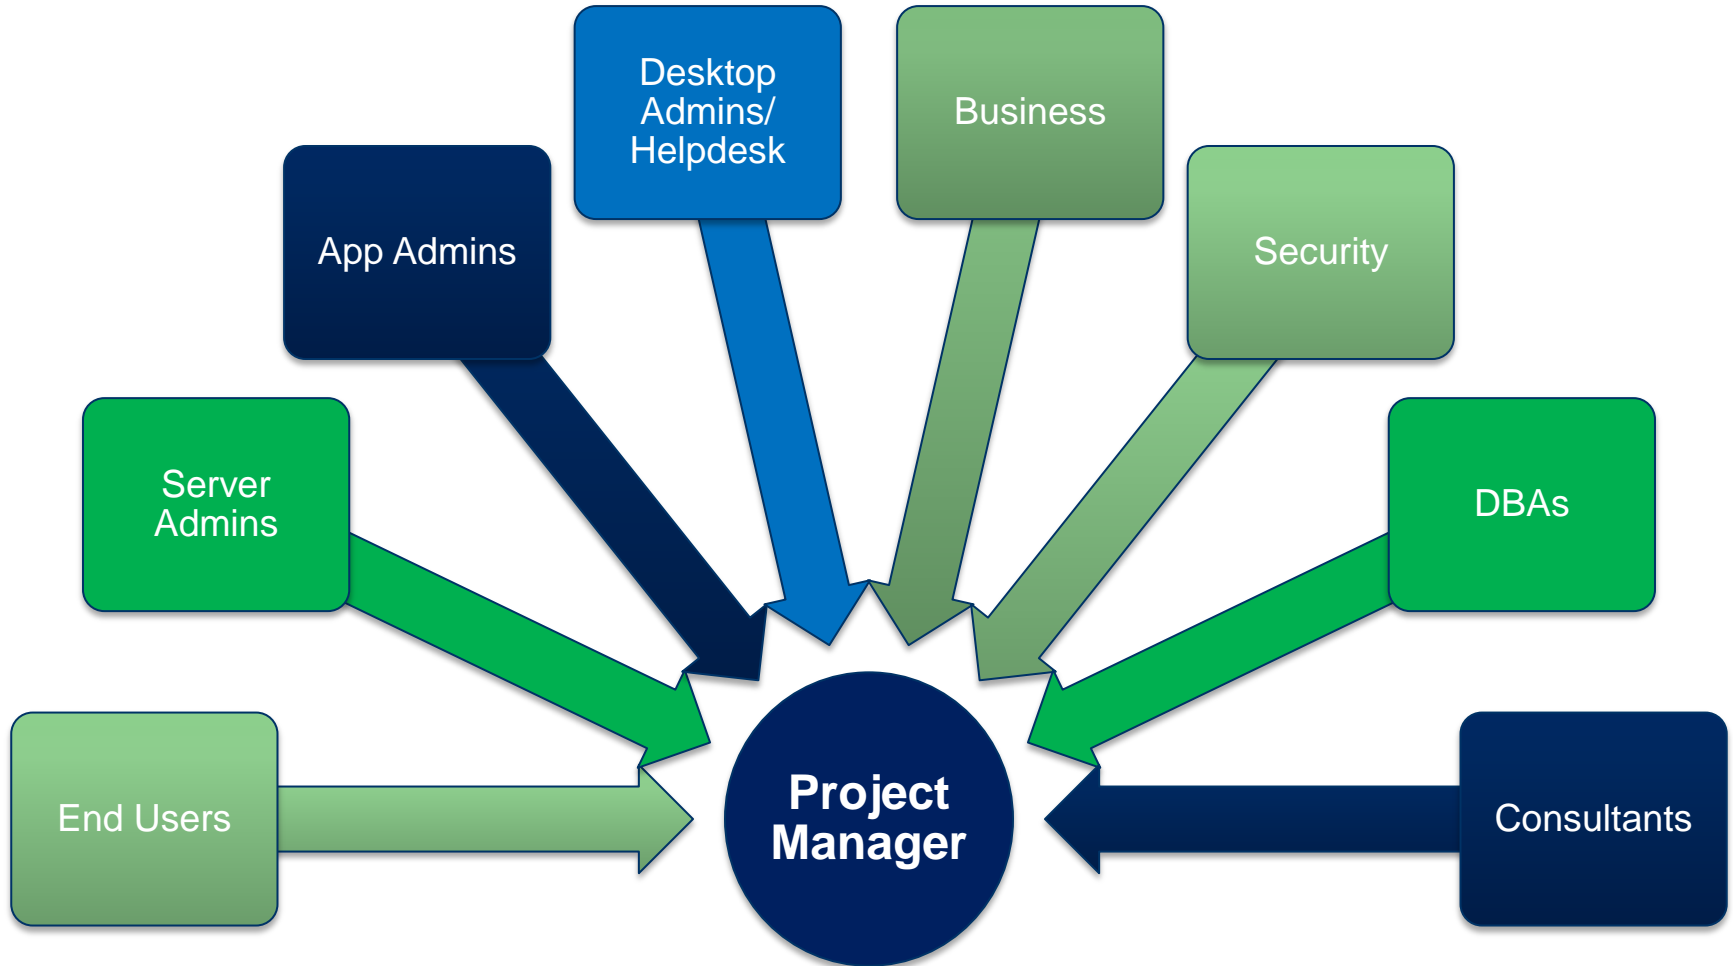 Desktop
Admins/
Helpdesk
Business
App Admins
Security
Server
Admins
DBAs
End Users
Project
Manager
Consultants